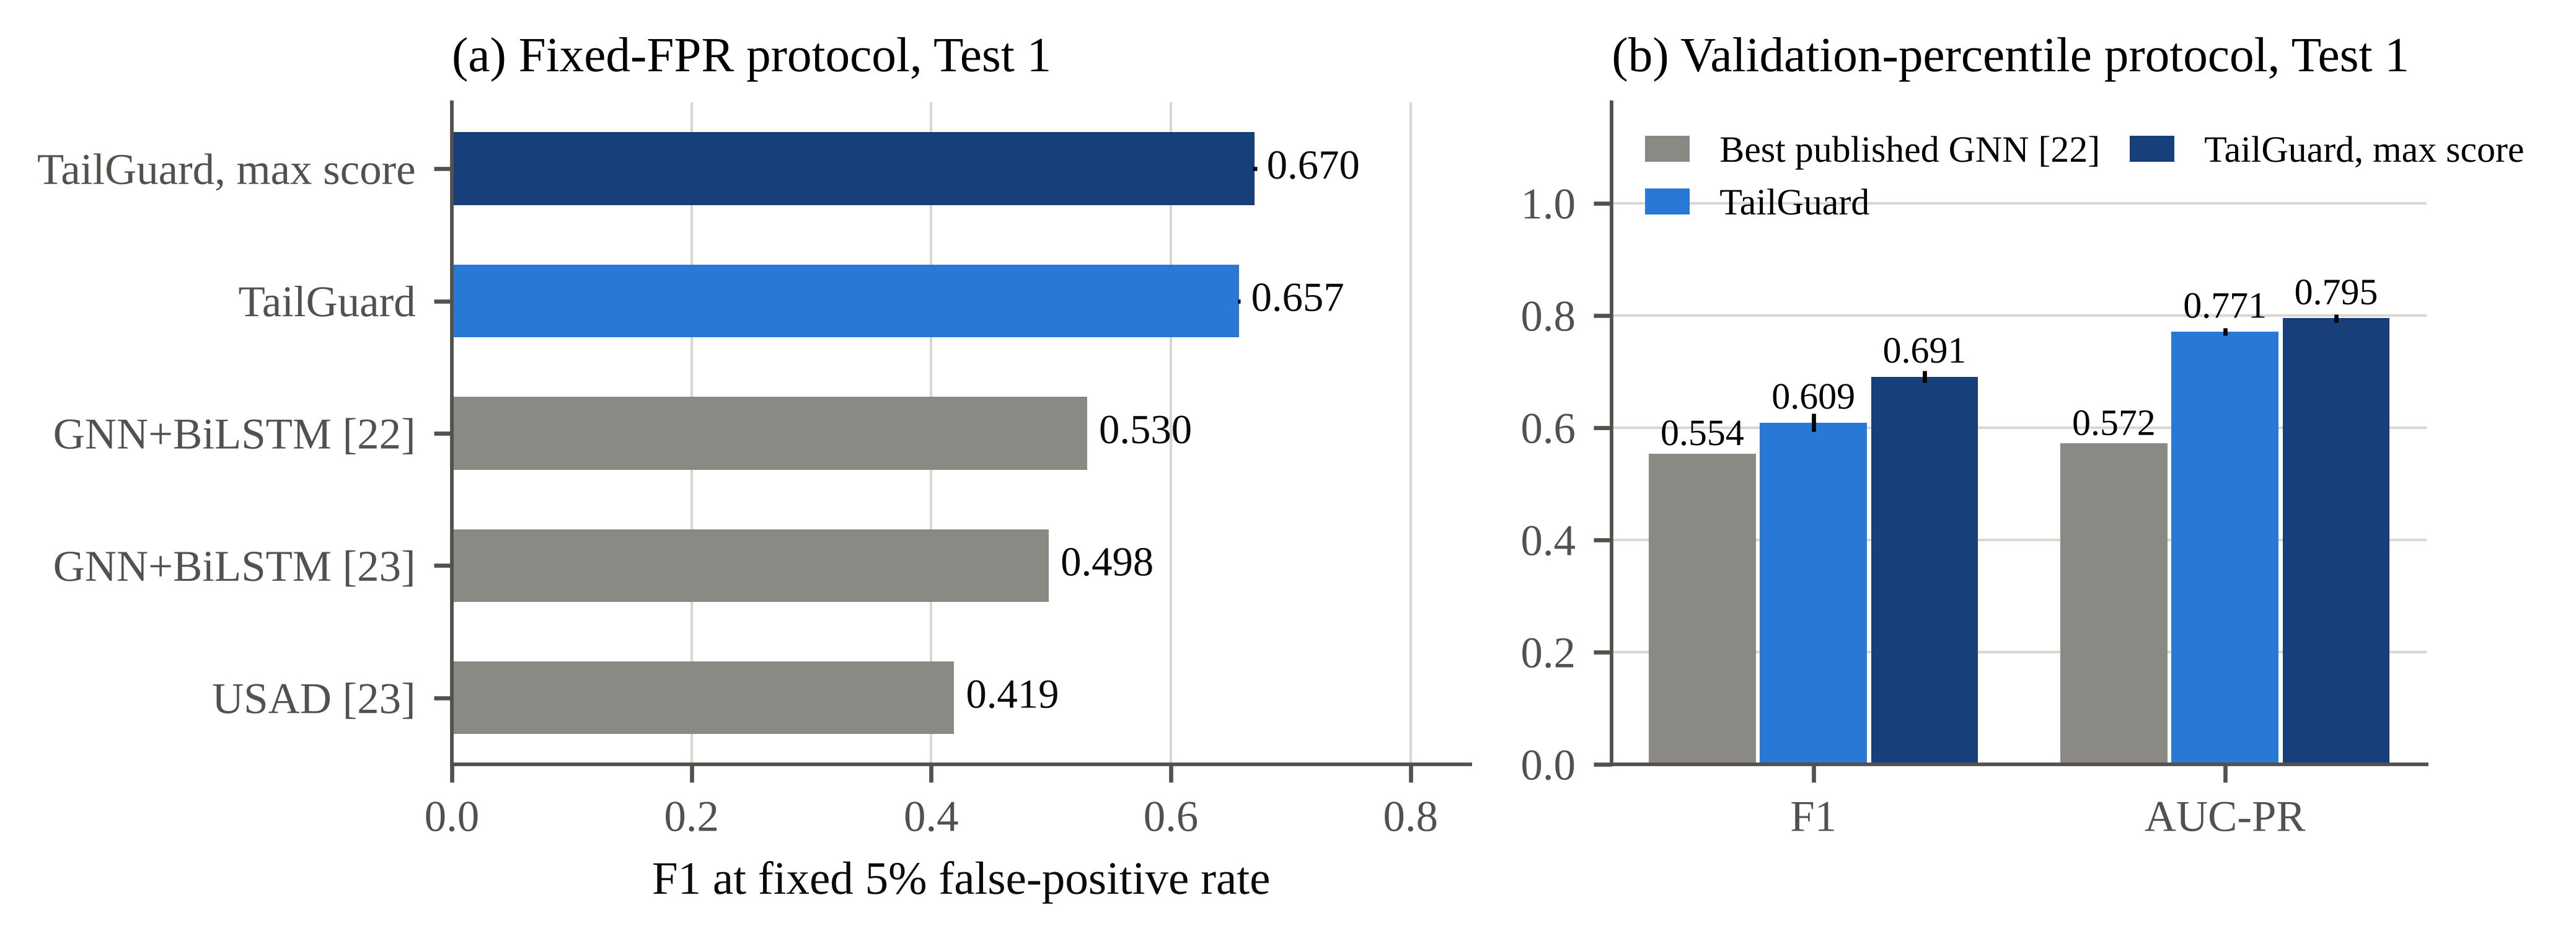 (a) Fixed-FPR protocol, Test 1
TailGuard, max score
0.670
TailGuard
0.657
GNN+BiLSTM [22]
0.530
GNN+BiLSTM [23]
0.498
USAD [23]
0.419
0.0 0.2 0.4 0.6 0.8
F1 at fixed 5% false-positive rate
(b) Validation-percentile protocol, Test 1
Best published GNN [22] TailGuard, max score
TailGuard
1.0
0.8
0.6
0.4
0.2
0.0
0.554 0.609 0.691
0.572 0.771 0.795
F1 AUC-PR